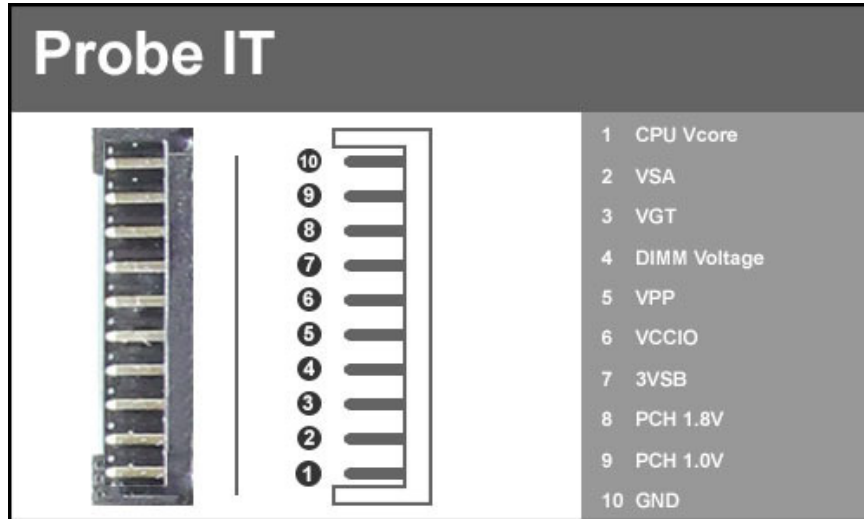 Probe IT
10
9
8
7
6
5
4
3
2
1
1 CPU Vcore
2 VSA
3 VGT
4 DIMM Voltage
5 VPP
6 VCCIO
7 3VSB
8 PCH 1.8V
9 PCH 1.0V
10 GND